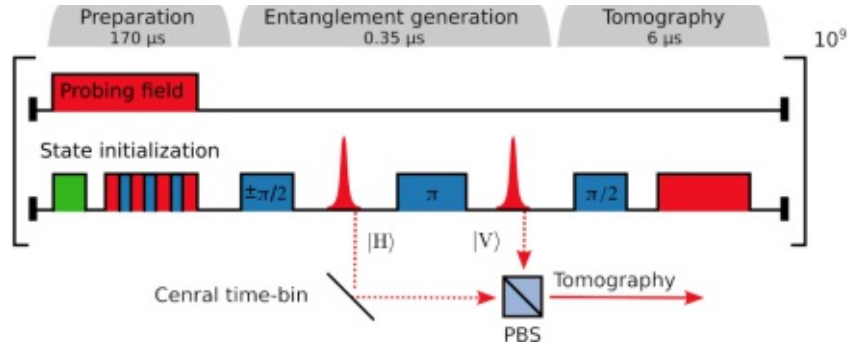 Preparation
170 µs
Entanglement generation
0.35 µs
Tomography
6 µs
10⁹
Probing field
State initialization
±π/2
π
π/2
|H⟩
|V⟩
Cenral time-bin
Tomography
PBS